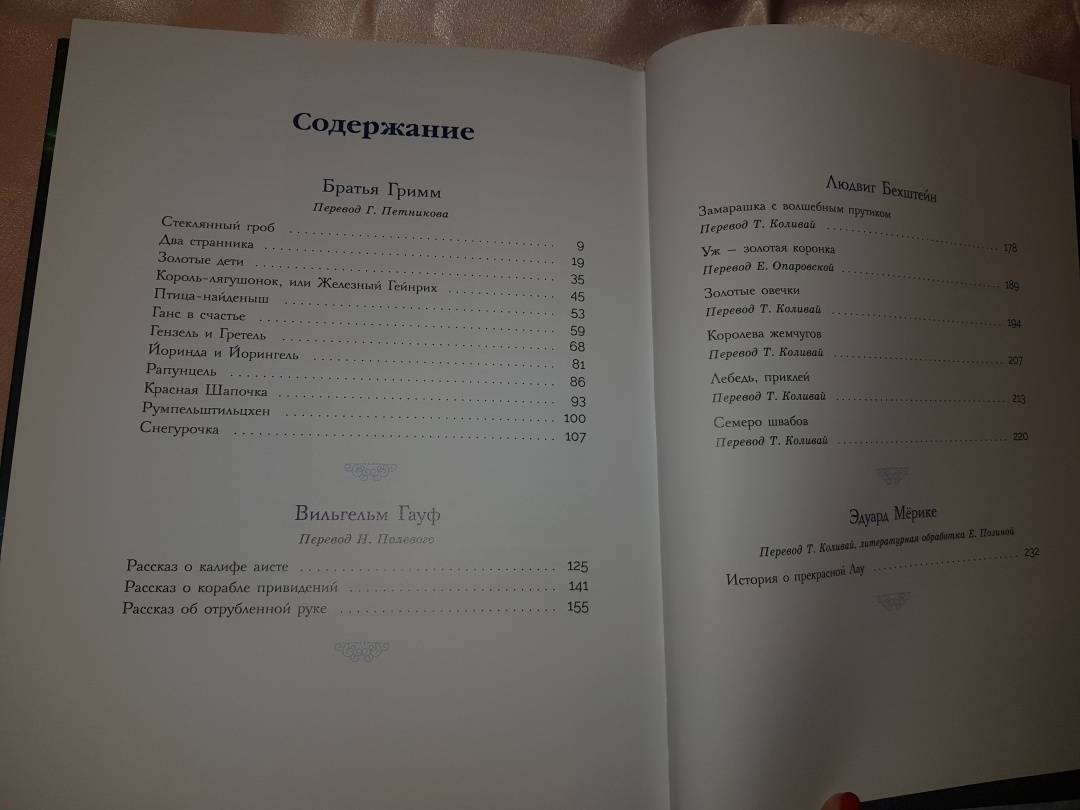 Содержание
Братья Гримм
Перевод Г. Петникова
Стеклянный гроб 9
Два странника 19
Золотые дети 35
Король-лягушонок, или Железный Гейнрих 45
Птица-найденыш 53
Ганс в счастье 59
Гензель и Гретель 68
Йоринда и Йорингель 81
Рапунцель 86
Красная Шапочка 93
Румпельштильцхен 100
Снегурочка 107
Вильгельм Гауф
Перевод Н. Полевого
Рассказ о калифе аисте 125
Рассказ о корабле привидений 141
Рассказ об отрубленной руке 155
Людвиг Бехштейн
Замарашка с волшебным прутиком
Перевод Т. Коливай 178
Уж — золотая коронка
Перевод Е. Опаровской 189
Золотые овечки
Перевод Т. Коливай 194
Королева жемчугов
Перевод Т. Коливай 207
Лебедь, приклей
Перевод Т. Коливай 213
Семеро швабов
Перевод Т. Коливай 220
Эдуард Мёрике
Перевод Т. Коливай, литературная обработка Е. Позиной
История о прекрасной Лау 232